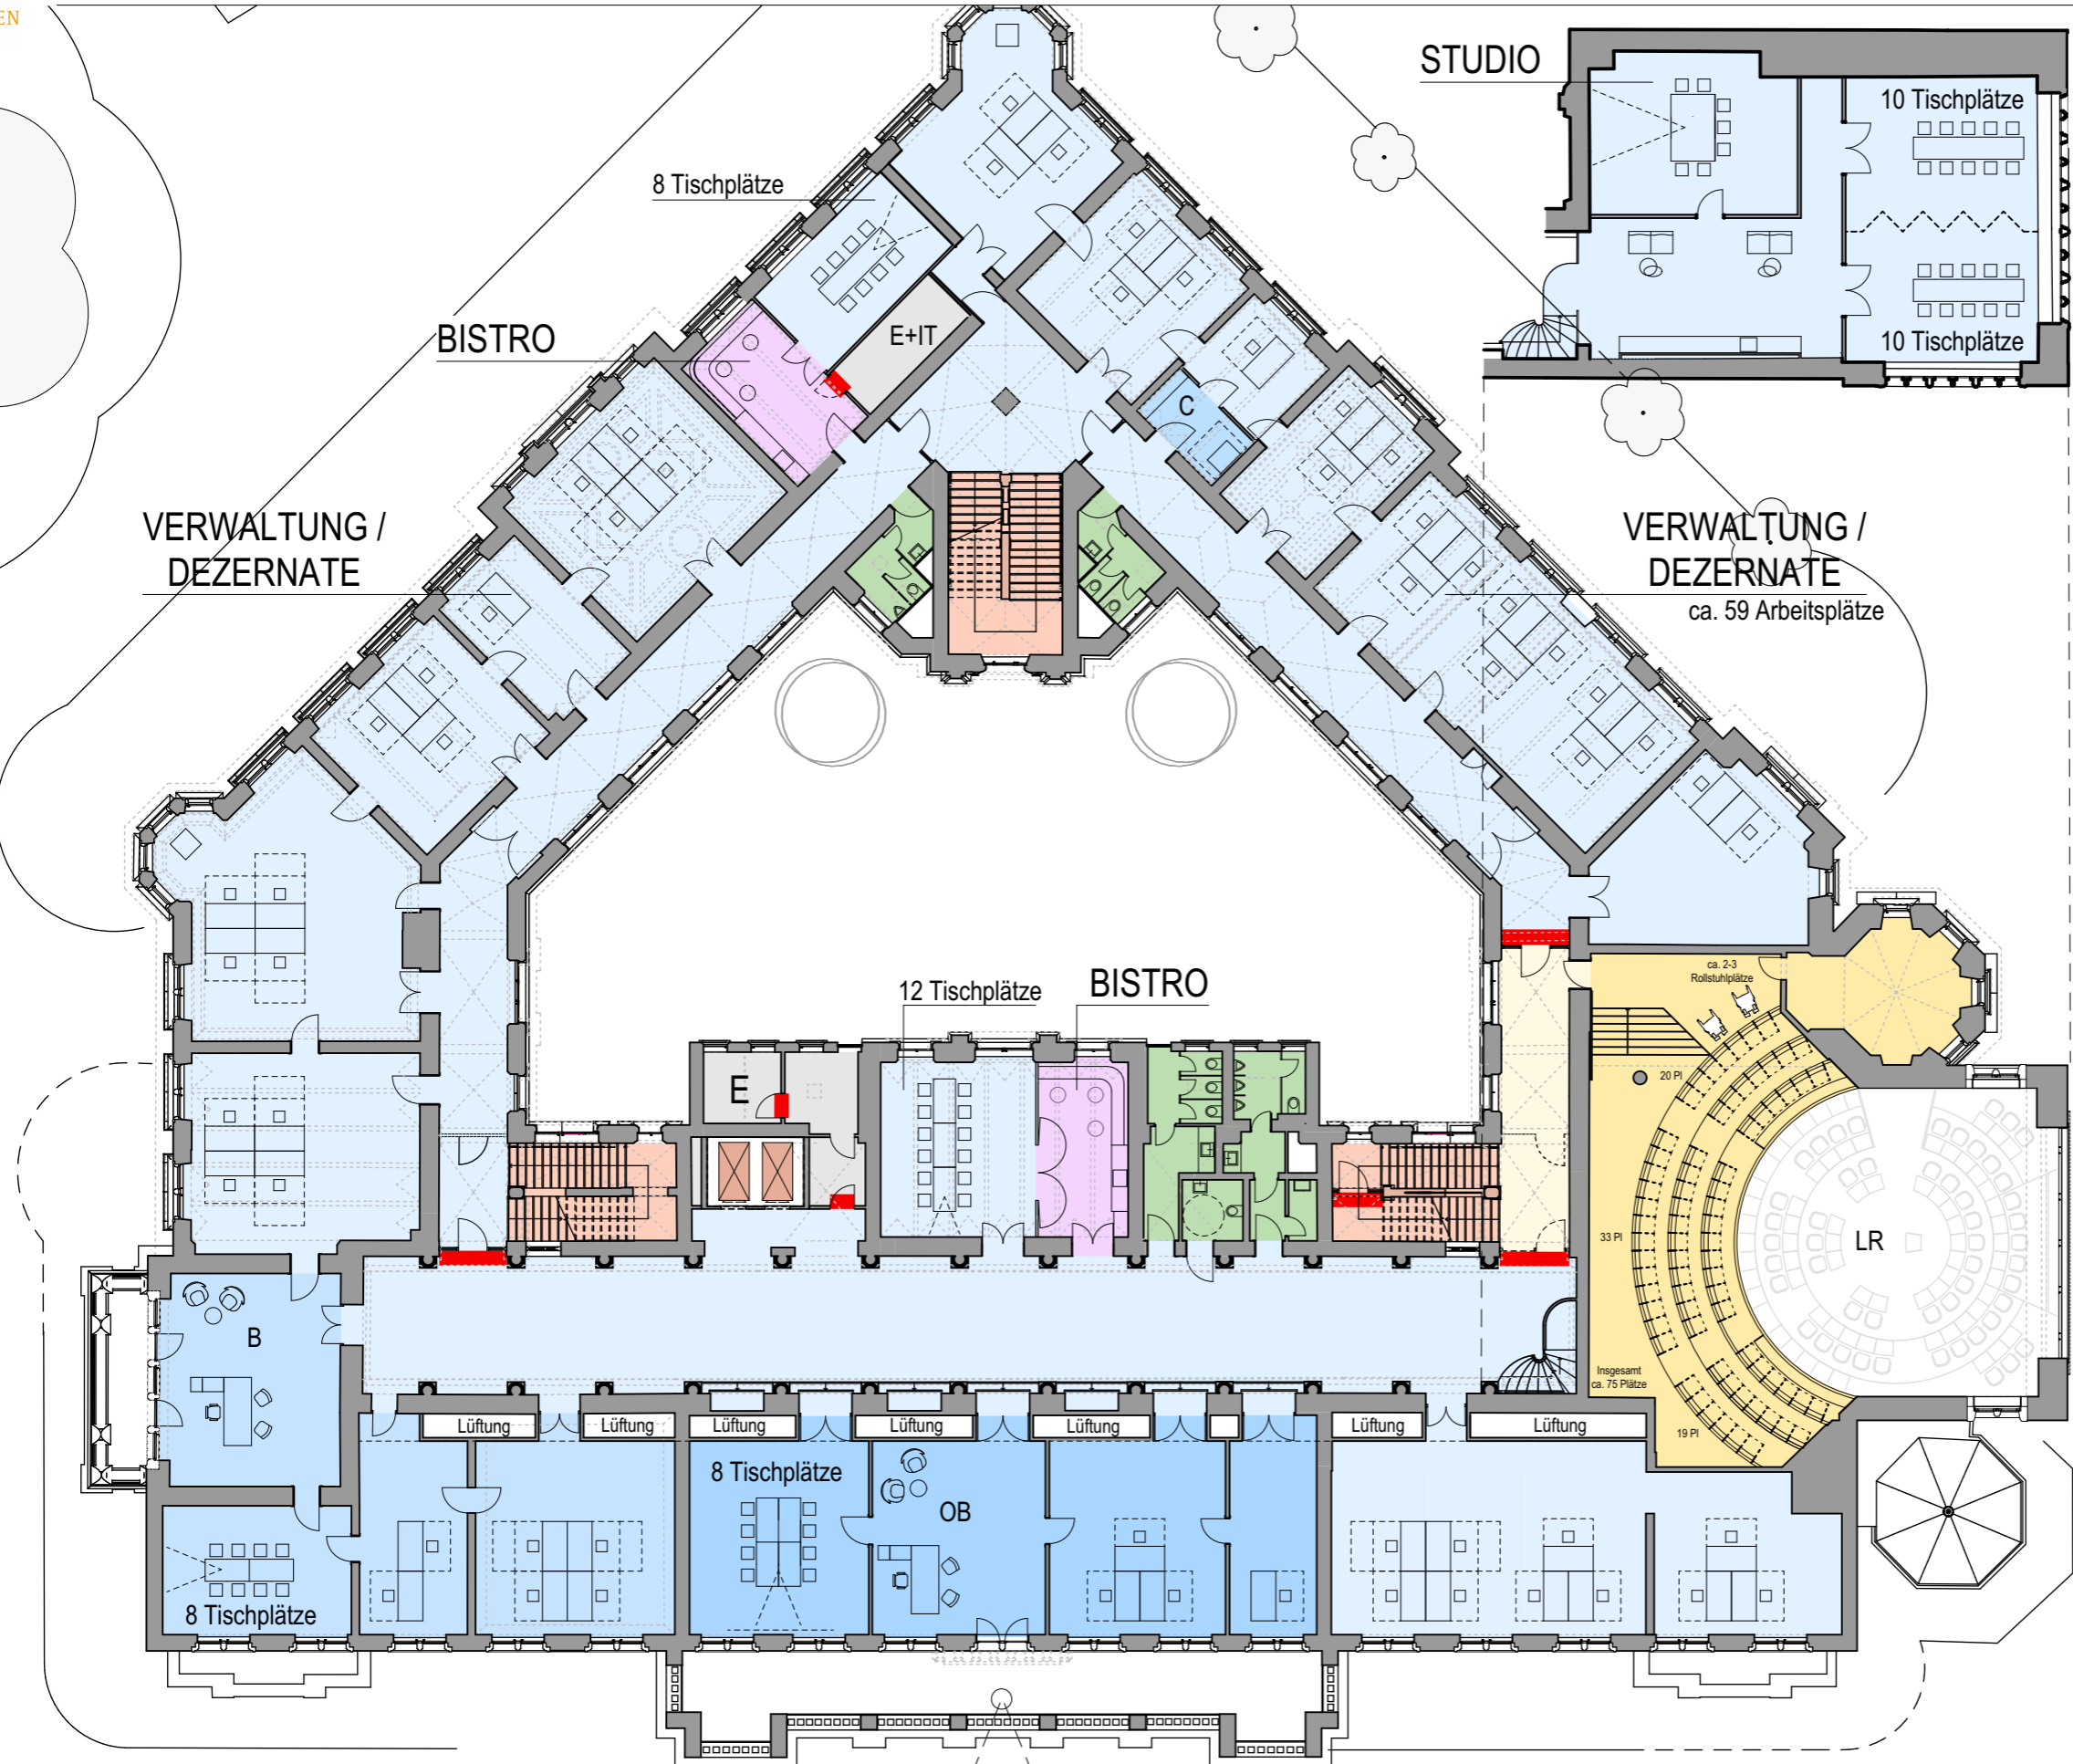 EN
STUDIO
10 Tischplätze
10 Tischplätze
8 Tischplätze
BISTRO
E+IT
C
VERWALTUNG /
DEZERNATE
VERWALTUNG /
DEZERNATE
ca. 59 Arbeitsplätze
12 Tischplätze
BISTRO
E
ca. 2-3
Rollstuhlplätze
20 Pl
33 Pl
LR
Insgesamt
ca. 75 Plätze
19 Pl
B
Lüftung
Lüftung
Lüftung
Lüftung
Lüftung
Lüftung
Lüftung
8 Tischplätze
OB
8 Tischplätze